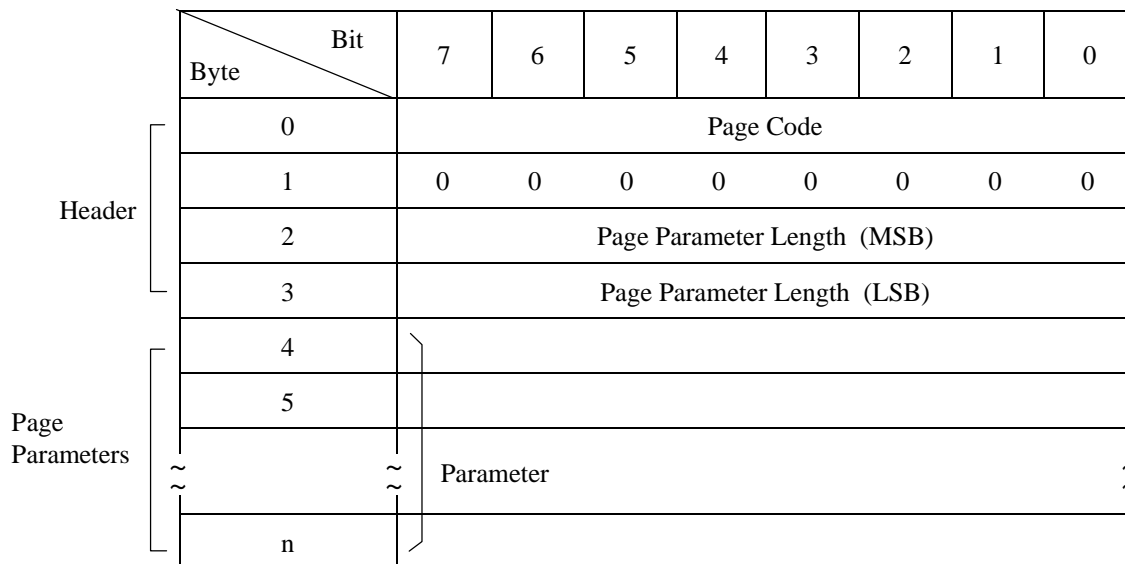 Bit
Byte
7 6 5 4 3 2 1 0
0 Page Code
1 0 0 0 0 0 0 0 0
Header
2 Page Parameter Length (MSB)
3 Page Parameter Length (LSB)
4
5
Page
Parameters
~ ~ Parameter
~ ~
n